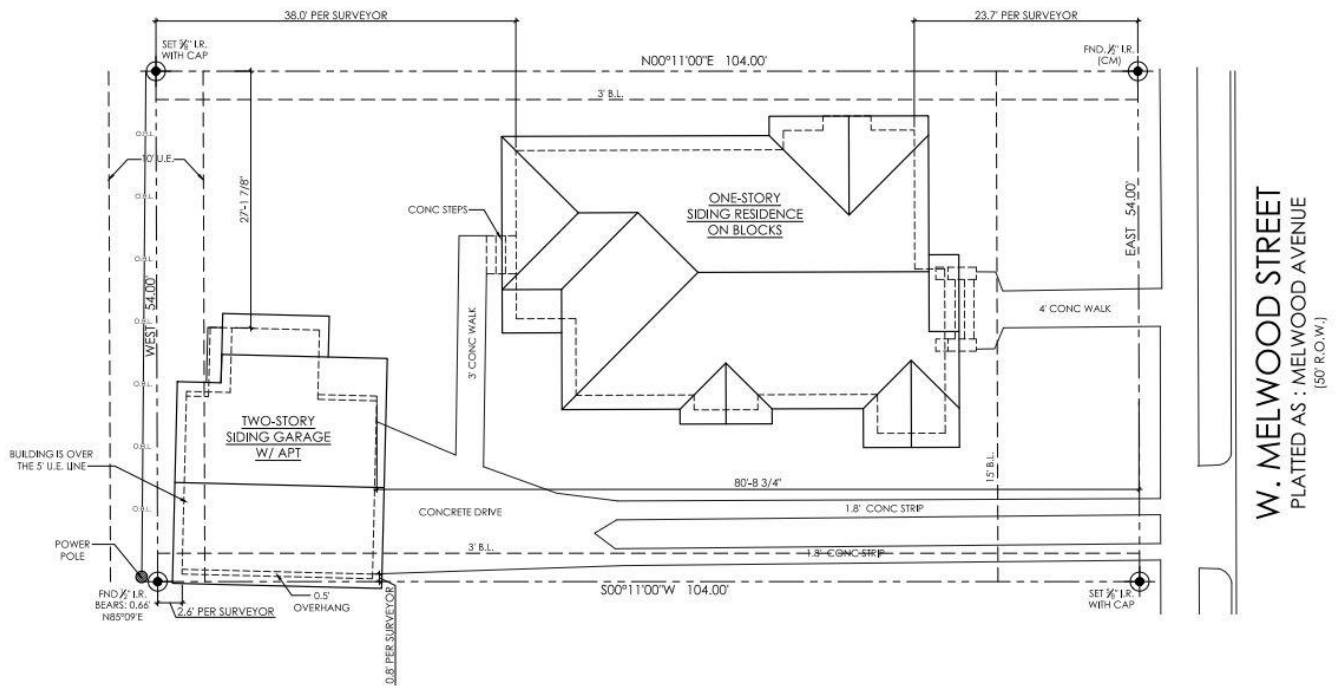 38.0' PER SURVEYOR
23.7' PER SURVEYOR
SET ⅝" I.R.
WITH CAP
FND. ½" I.R.
(CM)
N00°11'00"E 104.00'
3' B.L.
O.H.L.
10' U.E.
O.H.L.
27'-1 7/8"
CONC STEPS
ONE-STORY
SIDING RESIDENCE
ON BLOCKS
EAST 54.00'
O.H.L.
WEST 54.00'
O.H.L.
3' CONC WALK
4' CONC WALK
W. MELWOOD STREET
PLATTED AS : MELWOOD AVENUE
(50' R.O.W.)
O.H.L.
TWO-STORY
SIDING GARAGE
W/ APT
O.H.L.
BUILDING IS OVER
THE 5' U.E. LINE
15' B.L.
80'-8 3/4"
O.H.L.
CONCRETE DRIVE
1.8' CONC STRIP
POWER
POLE
3' B.L.
1.8' CONC STRIP
FND ½" I.R.
BEARS: 0.66'
N85°09'E
2.6' PER SURVEYOR
0.5'
OVERHANG
0.8' PER SURVEYOR
S00°11'00"W 104.00'
SET ⅝" I.R.
WITH CAP